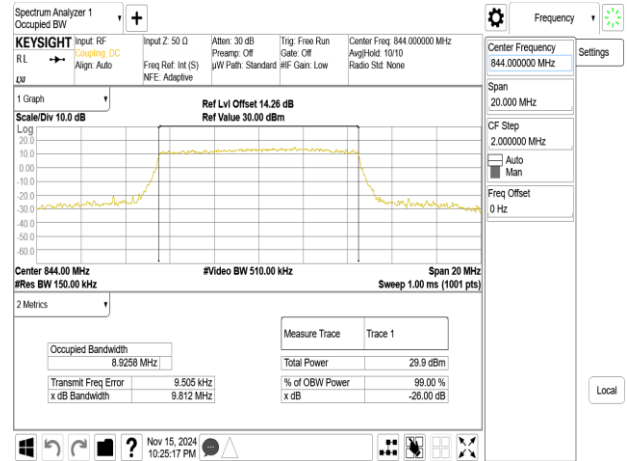 Spectrum Analyzer 1
Occupied BW
Frequency
KEYSIGHT
RL
Input: RF
Coupling: DC
Align: Auto
Input Z: 50 Ω
Freq Ref: Int (S)
NFE: Adaptive
Atten: 30 dB
Preamp: Off
µW Path: Standard
Trig: Free Run
Gate: Off
#IF Gain: Low
Center Freq: 844.000000 MHz
Avg|Hold: 10/10
Radio Std: None
Center Frequency
844.000000 MHz
Settings
Span
20.000 MHz
CF Step
2.000000 MHz
Auto
Man
Freq Offset
0 Hz
Local
1 Graph
Scale/Div 10.0 dB
Ref Lvl Offset 14.26 dB
Ref Value 30.00 dBm
Log
20.0
10.0
0.00
-10.0
-20.0
-30.0
-40.0
-50.0
-60.0
Center 844.00 MHz
#Video BW 510.00 kHz
Span 20 MHz
#Res BW 150.00 kHz
Sweep 1.00 ms (1001 pts)
2 Metrics
Measure Trace Trace 1
Occupied Bandwidth
8.9258 MHz
Total Power 29.9 dBm
Transmit Freq Error 9.505 kHz
% of OBW Power 99.00 %
x dB Bandwidth 9.812 MHz
x dB -26.00 dB
?
Nov 15, 2024
10:25:17 PM